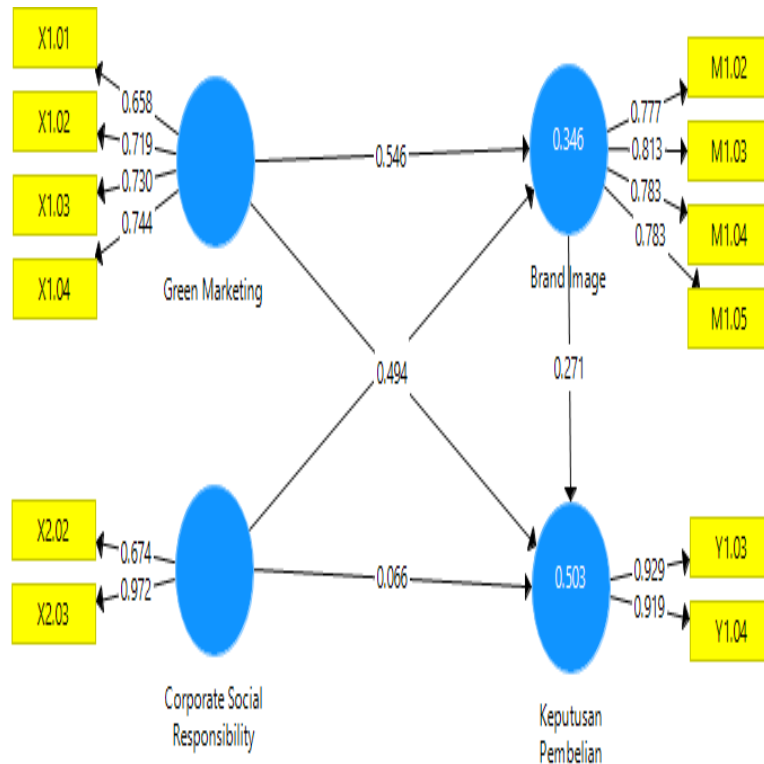 X1.01
X1.02
X1.03
X1.04
0.658
0.719
0.730
0.744
Green Marketing
0.546
0.346
Brand Image
0.777
0.813
0.783
0.783
M1.02
M1.03
M1.04
M1.05
0.494
0.271
X2.02
X2.03
0.674
0.972
Corporate Social
Responsibility
0.066
0.503
Keputusan
Pembelian
0.929
0.919
Y1.03
Y1.04